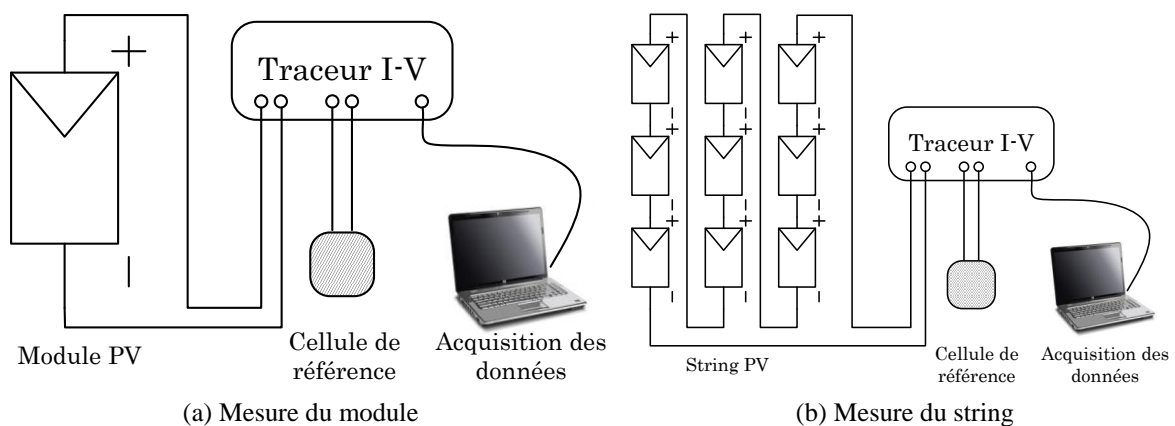 +
Traceur I-V
−
Module PV
Cellule de
référence
Acquisition des
données
(a) Mesure du module
+ + +
− − −
+ + +
− − −
+ + +
− − −
Traceur I-V
String PV
Cellule de
référence
Acquisition des
données
(b) Mesure du string